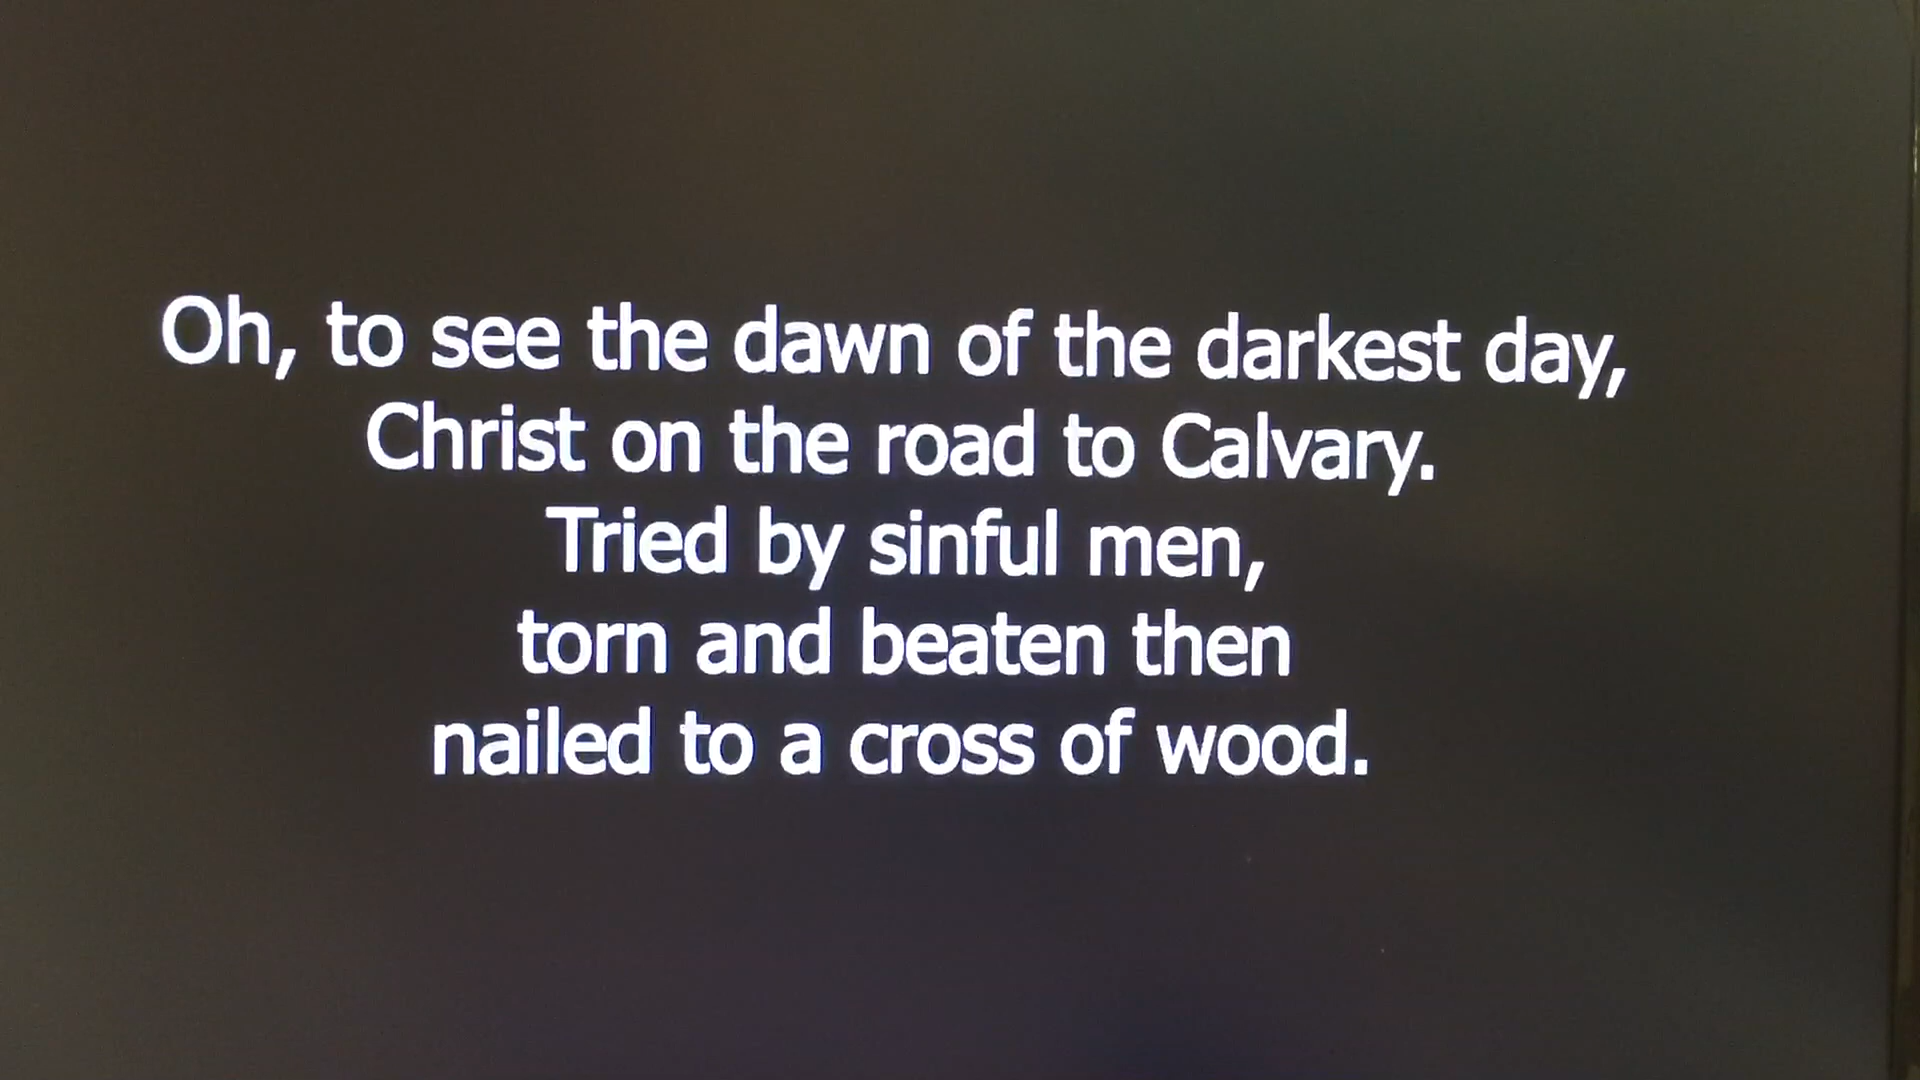 Oh, to see the dawn of the darkest day,
Christ on the road to Calvary.
Tried by sinful men,
torn and beaten then
nailed to a cross of wood.